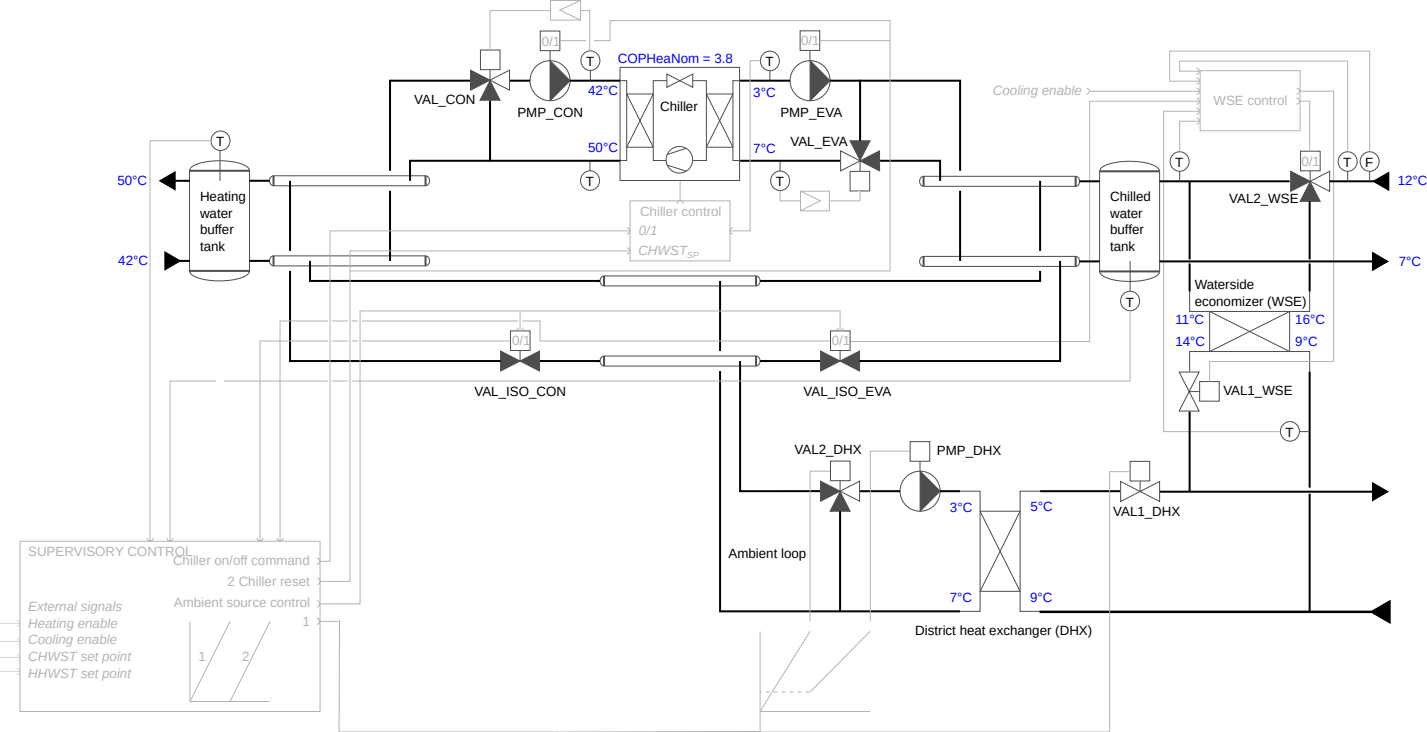 0/1
0/1
COPHeaNom = 3.8
T
T
42°C
3°C
VAL_CON
PMP_CON
Chiller
PMP_EVA
Cooling enable
WSE control
T
50°C
7°C
VAL_EVA
0/1
T
T
F
T
T
T
50°C
12°C
Heating
water
buffer
tank
Chilled
water
buffer
tank
VAL2_WSE
Chiller control
0/1
CHWST_SP
42°C
7°C
Waterside
economizer (WSE)
T
11°C
16°C
14°C
9°C
0/1
0/1
VAL_ISO_CON
VAL_ISO_EVA
VAL1_WSE
T
VAL2_DHX
PMP_DHX
3°C
5°C
VAL1_DHX
Ambient loop
7°C
9°C
District heat exchanger (DHX)
SUPERVISORY CONTROL
Chiller on/off command
2 Chiller reset
Ambient source control
1
External signals
Heating enable
Cooling enable
CHWST set point
HHWST set point
1
2